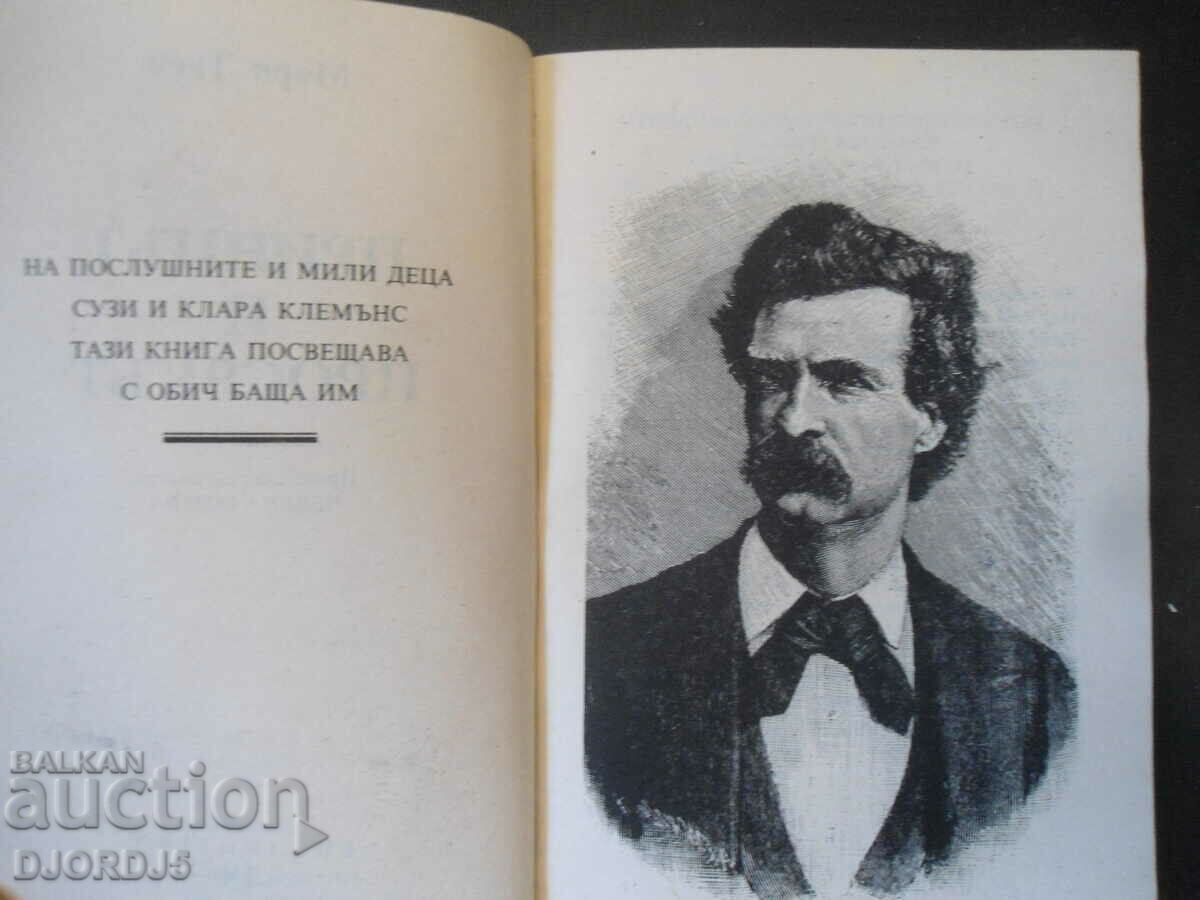 НА ПОСЛУШНИТЕ И МИЛИ ДЕЦА
СУЗИ И КЛАРА КЛЕМЪНС
ТАЗИ КНИГА ПОСВЕЩАВА
С ОБИЧ БАЩА ИМ
BALKAN
auction
DJORDJ5